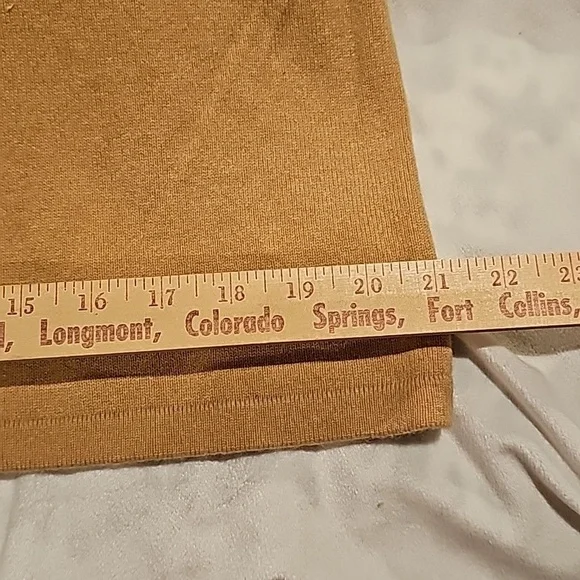 15 16 17 18 19 20 21 22
Longmont, Colorado Springs, Fort Collins,